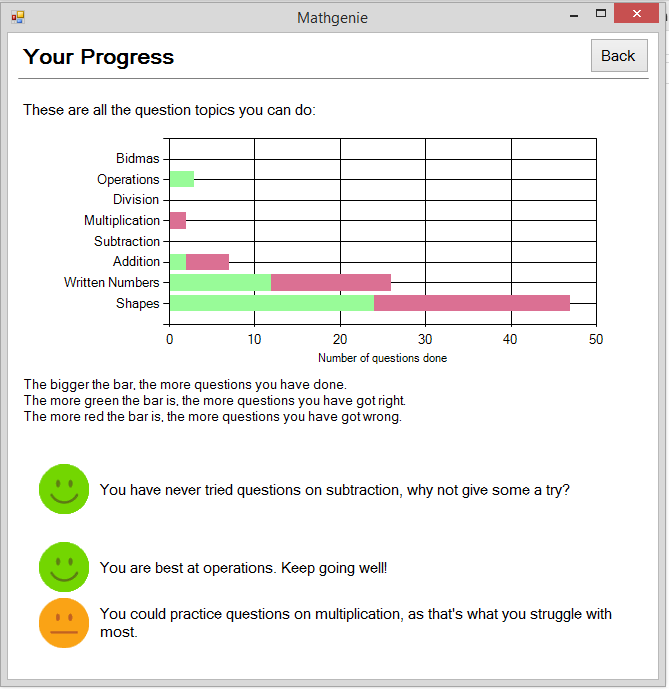 Mathgenie
Your Progress
Back
These are all the question topics you can do:
Bidmas
Operations
Division
Multiplication
Subtraction
Addition
Written Numbers
Shapes
0 10 20 30 40 50
Number of questions done
The bigger the bar, the more questions you have done.
The more green the bar is, the more questions you have got right.
The more red the bar is, the more questions you have got wrong.
You have never tried questions on subtraction, why not give some a try?
You are best at operations. Keep going well!
You could practice questions on multiplication, as that's what you struggle with
most.